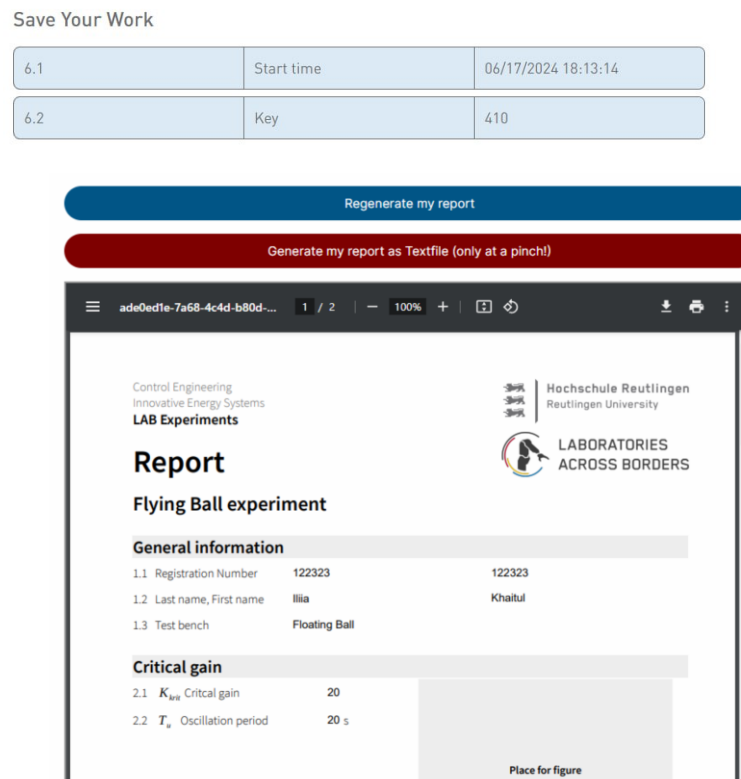 Save Your Work
6.1 Start time 06/17/2024 18:13:14
6.2 Key 410
Regenerate my report
Generate my report as Textfile (only at a pinch!)
ade0ed1e-7a68-4c4d-b80d-... 1 / 2 | − 100% + |
Control Engineering
Innovative Energy Systems
LAB Experiments
Hochschule Reutlingen
Reutlingen University
LABORATORIES
ACROSS BORDERS
Report
Flying Ball experiment
General information
1.1 Registration Number 122323 122323
1.2 Last name, First name Iliia Khaitul
1.3 Test bench Floating Ball
Critical gain
2.1 K_krit Critcal gain 20
2.2 T_u Oscillation period 20 s
Place for figure